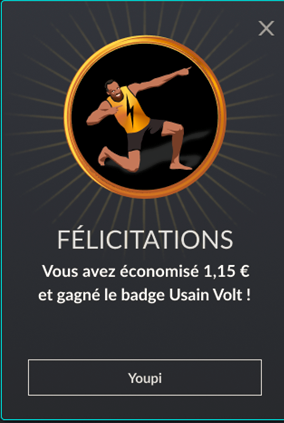 FÉLICITATIONS
Vous avez économisé 1,15 €
et gagné le badge Usain Volt !
Youpi